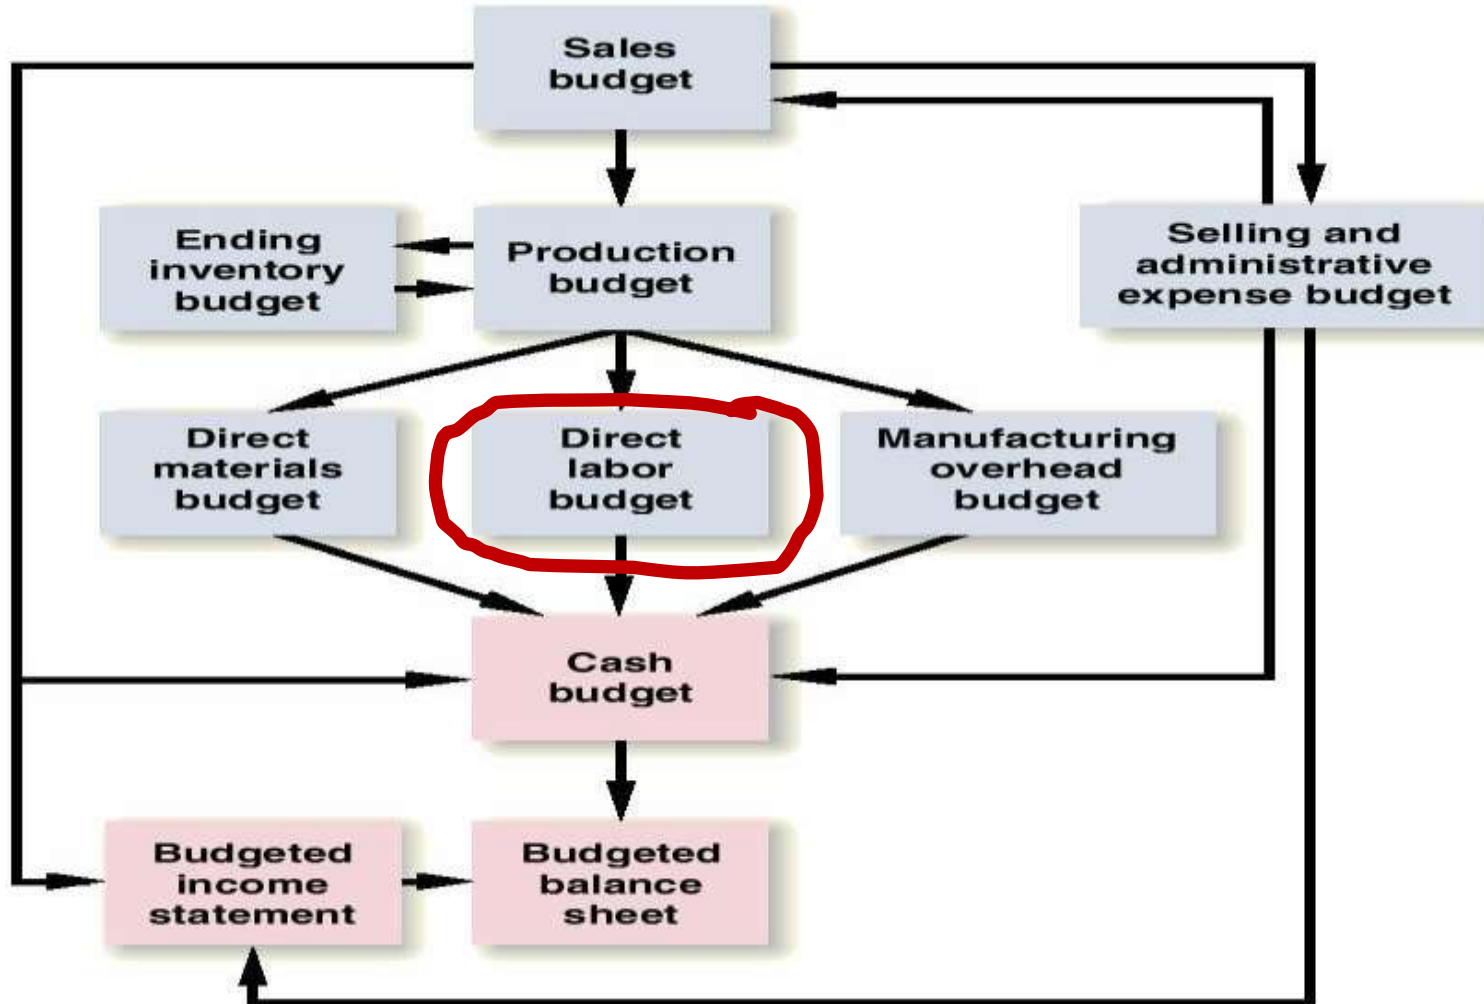 Sales
budget
Ending
inventory
budget
Production
budget
Selling and
administrative
expense budget
Direct
materials
budget
Direct
labor
budget
Manufacturing
overhead
budget
Cash
budget
Budgeted
income
statement
Budgeted
balance
sheet